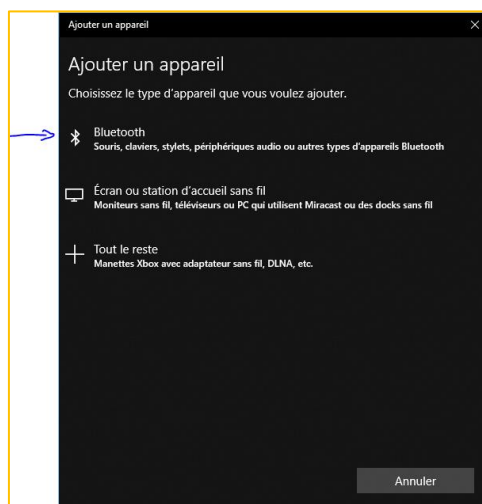 Ajouter un appareil
Ajouter un appareil
Choisissez le type d'appareil que vous voulez ajouter.
Bluetooth
Souris, claviers, stylets, périphériques audio ou autres types d'appareils Bluetooth
Écran ou station d'accueil sans fil
Moniteurs sans fil, téléviseurs ou PC qui utilisent Miracast ou des docks sans fil
Tout le reste
Manettes Xbox avec adaptateur sans fil, DLNA, etc.
Annuler